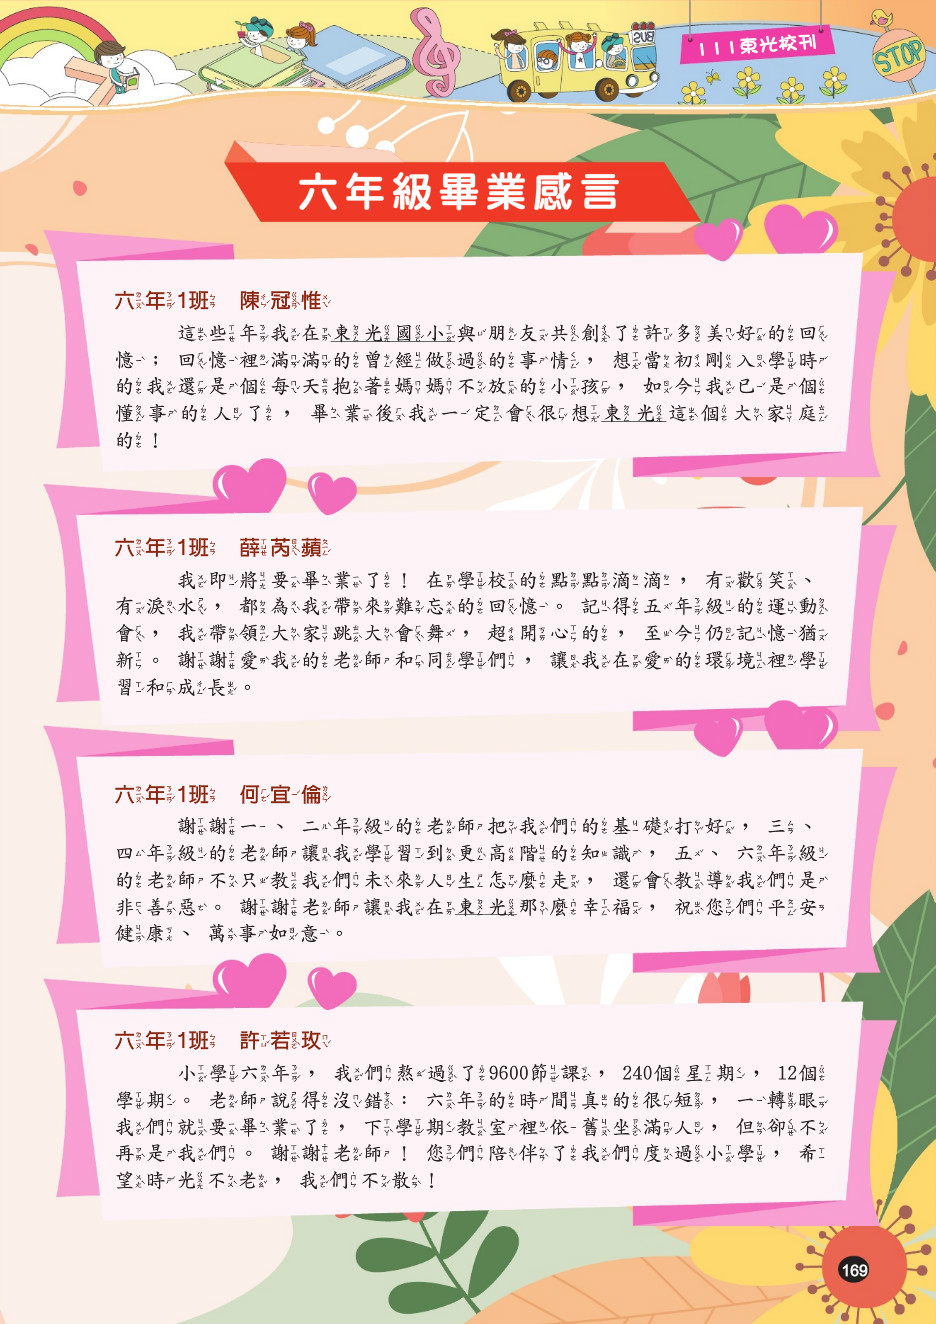 111東光校刊
BUS
STOP
六年級畢業感言
六年1班 陳冠惟
這些年我在東光國小與朋友共創了許多美好的回
憶；回憶裡滿滿的曾經做過的事情，想當初剛入學時
的我還是個每天抱著媽媽不放的小孩，如今我已是個
懂事的人了，畢業後我一定會很想東光這個大家庭
的！
六年1班 薛芮蘋
我即將要畢業了！在學校的點點滴滴，有歡笑、
有淚水，都為我帶來難忘的回憶。記得五年級的運動
會，我帶領大家跳大會舞，超開心的，至今仍記憶猶
新。謝謝愛我的老師和同學們，讓我在愛的環境裡學
習和成長。
六年1班 何宜倫
謝謝一、二年級的老師把我們的基礎打好，三、
四年級的老師讓我學習到更高階的知識，五、六年級
的老師不只教我們未來人生怎麼走，還會教導我們是
非善惡。謝謝老師讓我在東光那麼幸福，祝您們平安
健康、萬事如意。
六年1班 許若玫
小學六年，我們熬過了9600節課，240個星期，12個
學期。老師說得沒錯：六年的時間真的很短，一轉眼
我們就要畢業了，下學期教室裡依舊坐滿人，但卻不
再是我們。謝謝老師！您們陪伴了我們度過小學，希
望時光不老，我們不散！
169